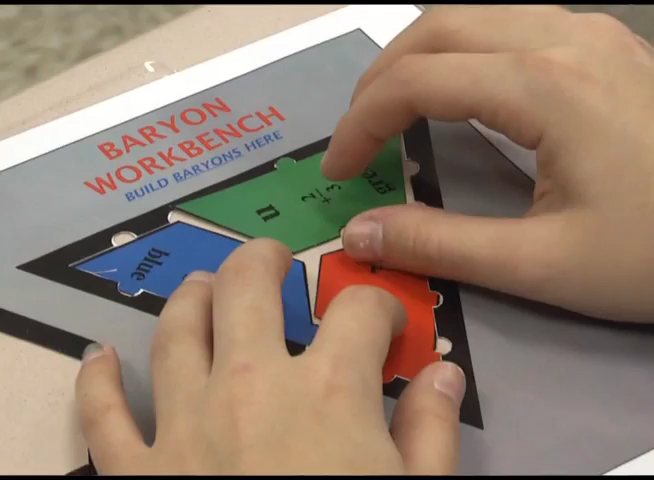 BARYON
WORKBENCH
BUILD BARYONS HERE
u
+2/3
blue